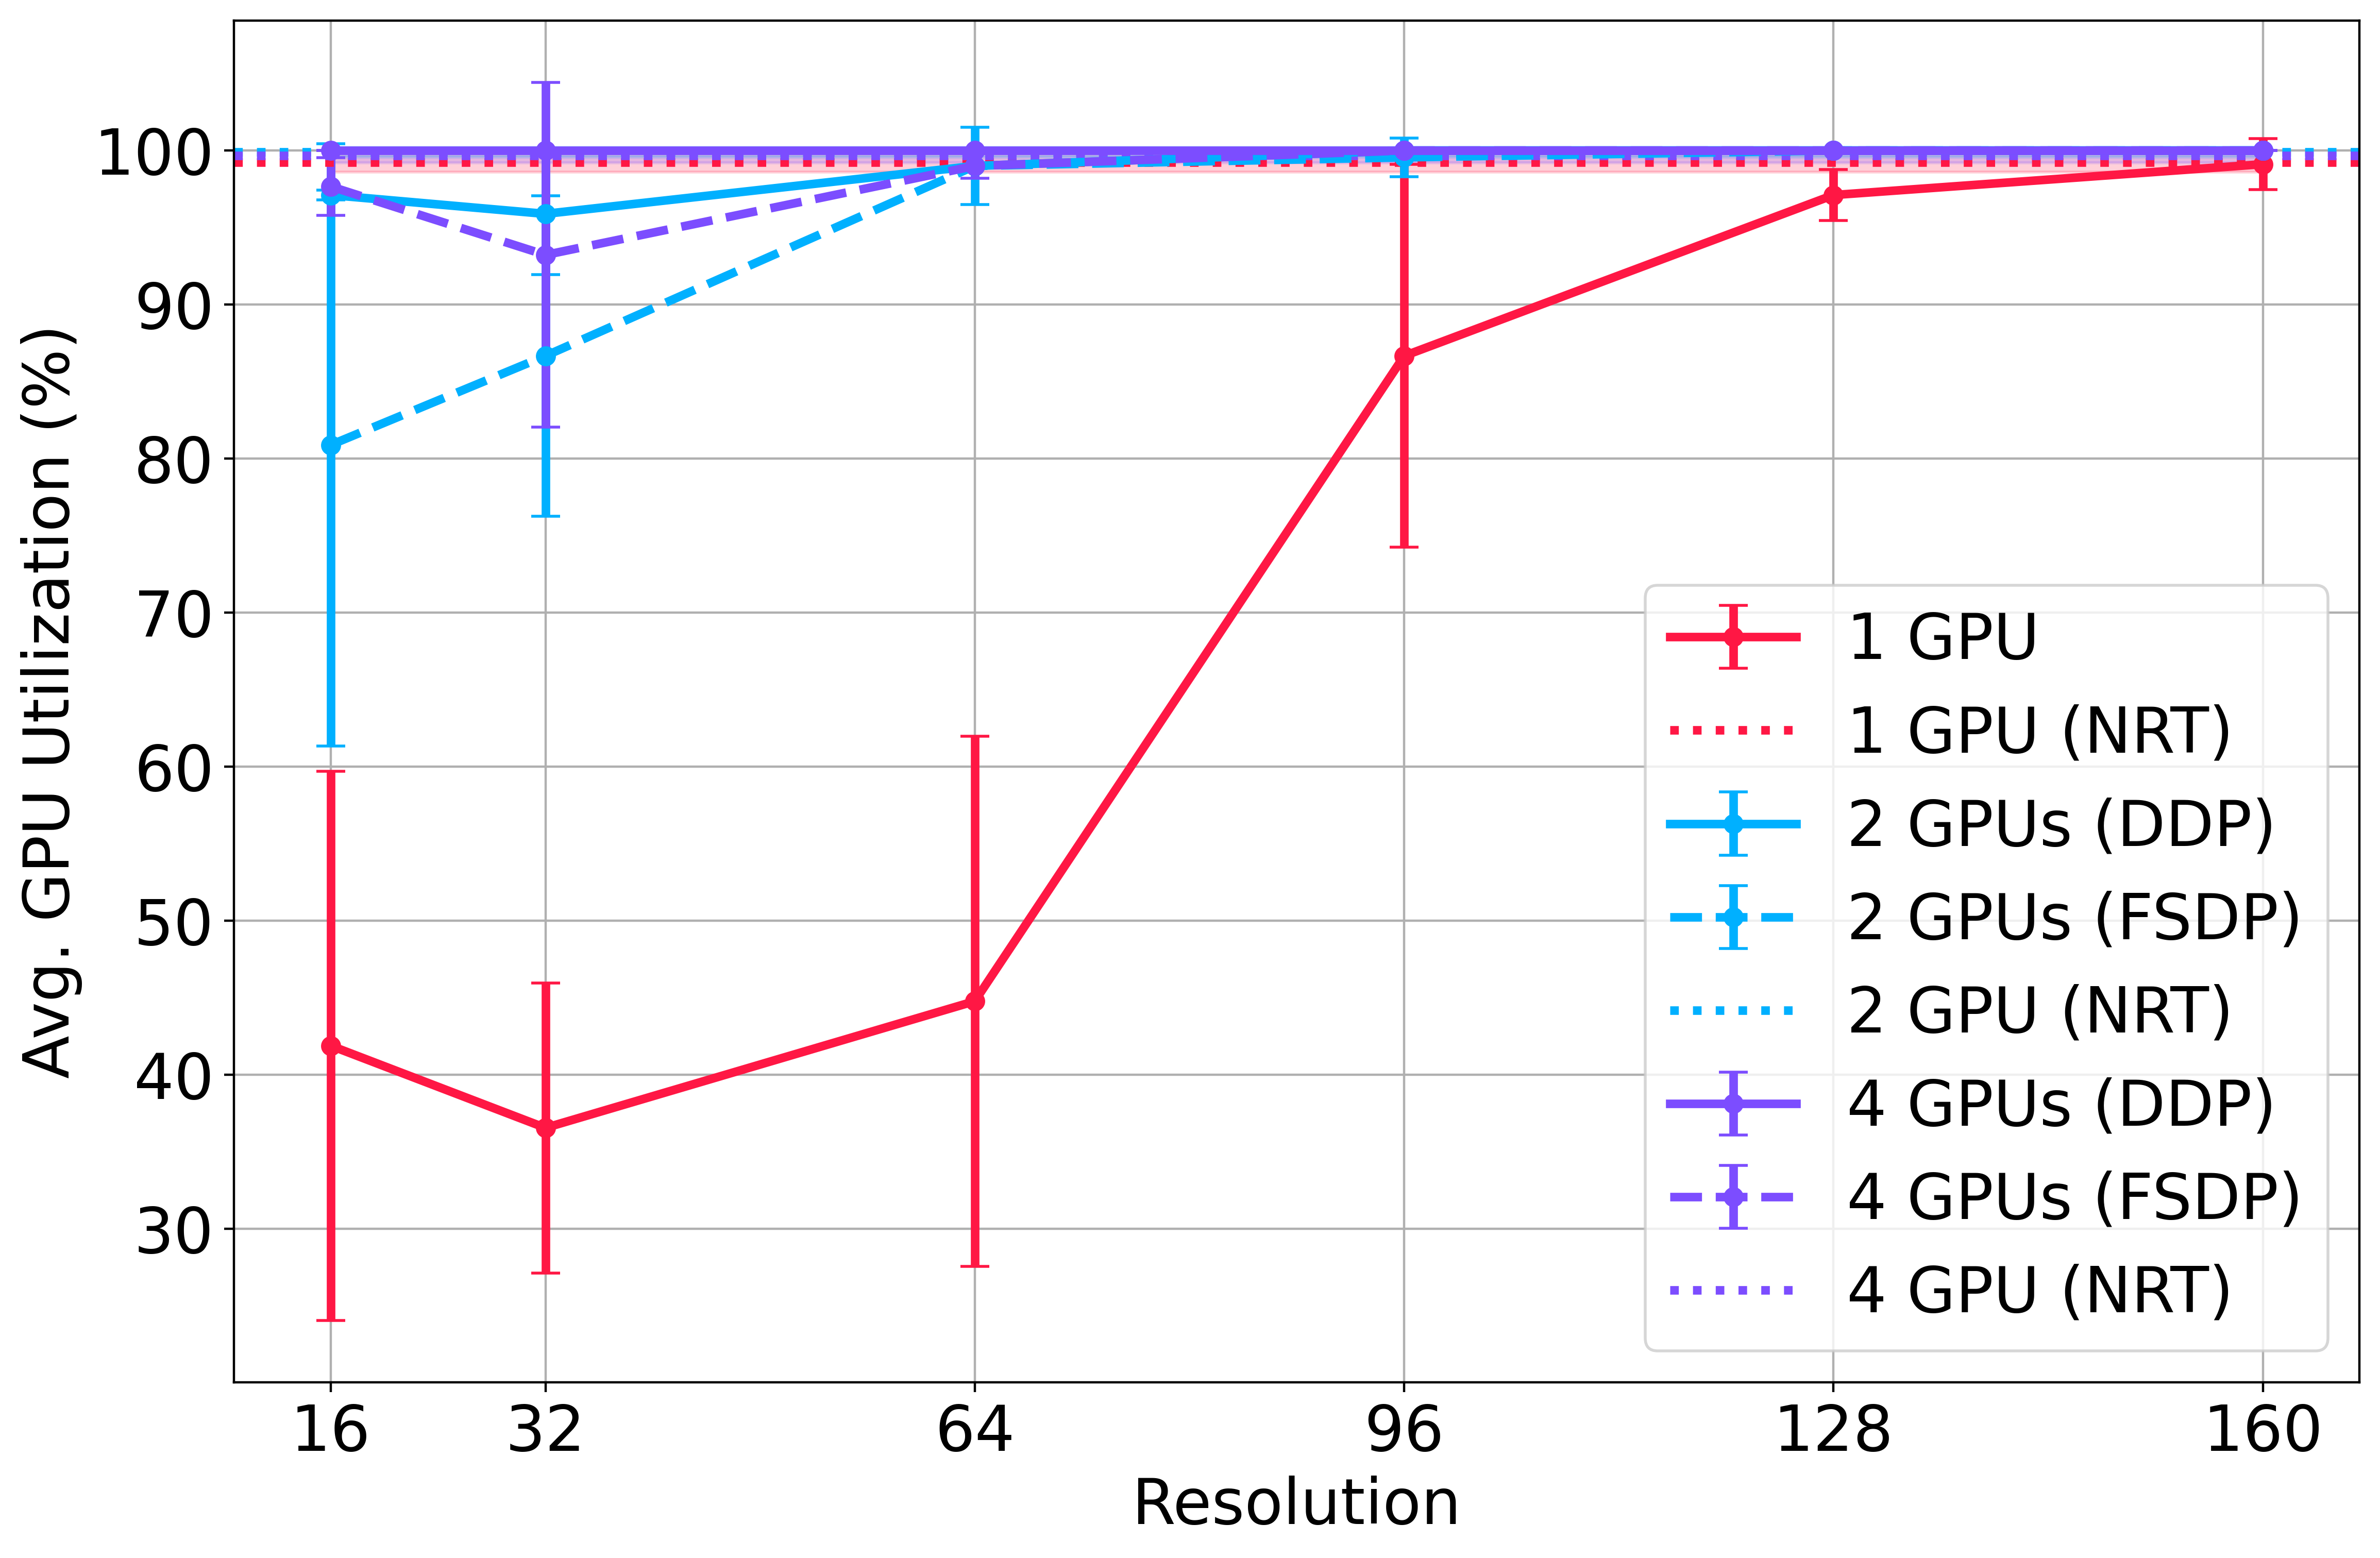 Avg. GPU Utilization (%)
100
90
80
70
60
50
40
30
1 GPU
1 GPU (NRT)
2 GPUs (DDP)
2 GPUs (FSDP)
2 GPU (NRT)
4 GPUs (DDP)
4 GPUs (FSDP)
4 GPU (NRT)
16 32 64 96 128 160
Resolution